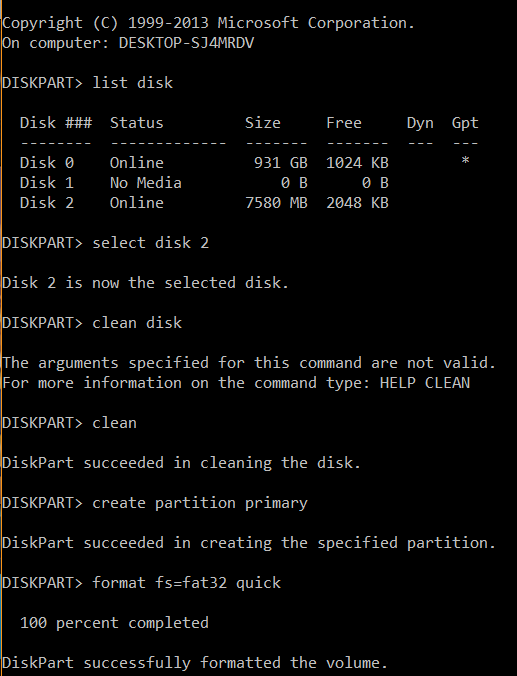 Copyright (C) 1999-2013 Microsoft Corporation.
On computer: DESKTOP-SJ4MRDV
DISKPART> list disk
Disk ###  Status         Size     Free     Dyn  Gpt
--------  -------------  -------  -------  ---  ---
Disk 0    Online          931 GB  1024 KB        *
Disk 1    No Media           0 B      0 B
Disk 2    Online         7580 MB  2048 KB
DISKPART> select disk 2
Disk 2 is now the selected disk.
DISKPART> clean disk
The arguments specified for this command are not valid.
For more information on the command type: HELP CLEAN
DISKPART> clean
DiskPart succeeded in cleaning the disk.
DISKPART> create partition primary
DiskPart succeeded in creating the specified partition.
DISKPART> format fs=fat32 quick
100 percent completed
DiskPart successfully formatted the volume.